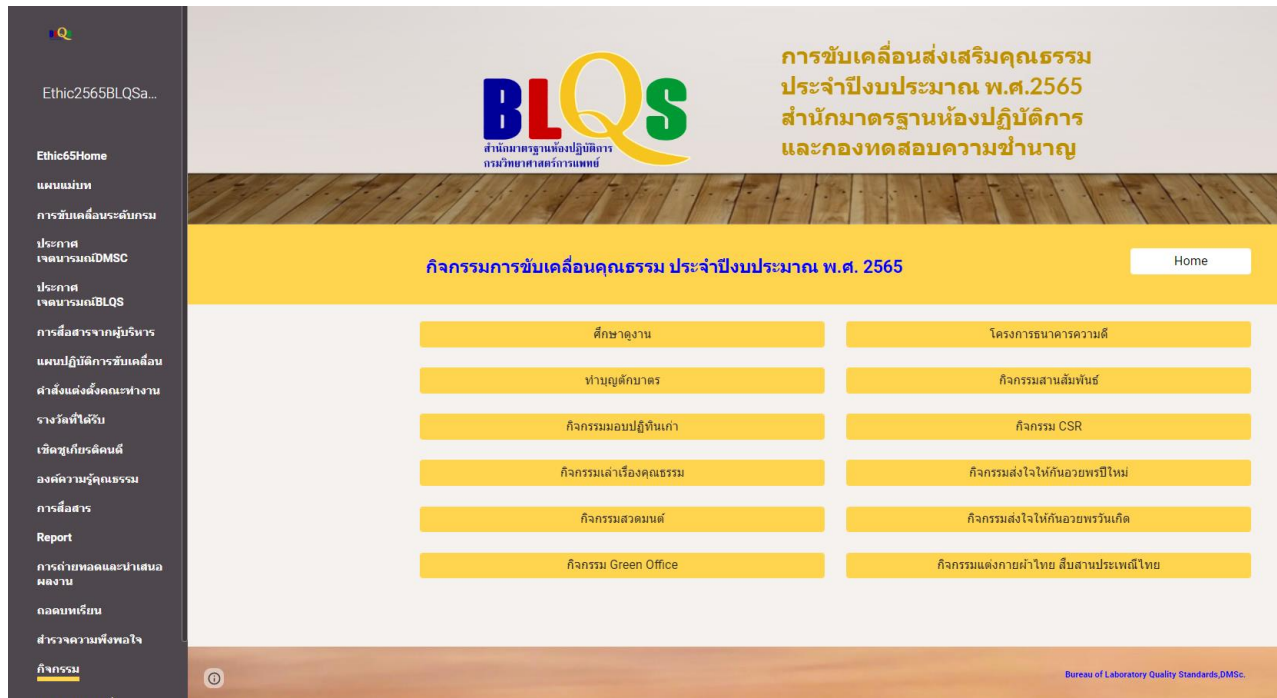 BLQS
Ethic2565BLQSa...
Ethic65Home
แผนแม่บท
การขับเคลื่อนระดับกรม
ประกาศ
เจตนารมณ์DMSC
ประกาศ
เจตนารมณ์BLQS
การสื่อสารจากผู้บริหาร
แผนปฏิบัติการขับเคลื่อน
คำสั่งแต่งตั้งคณะทำงาน
รางวัลที่ได้รับ
เชิดชูเกียรติคนดี
องค์ความรู้คุณธรรม
การสื่อสาร
Report
การถ่ายทอดและนำเสนอ
ผลงาน
ถอดบทเรียน
สำรวจความพึงพอใจ
กิจกรรม
BLQS
สำนักมาตรฐานห้องปฏิบัติการ
กรมวิทยาศาสตร์การแพทย์
การขับเคลื่อนส่งเสริมคุณธรรม
ประจำปีงบประมาณ พ.ศ.2565
สำนักมาตรฐานห้องปฏิบัติการ
และกองทดสอบความชำนาญ
กิจกรรมการขับเคลื่อนคุณธรรม ประจำปีงบประมาณ พ.ศ. 2565
Home
ศึกษาดูงาน
โครงการธนาคารความดี
ทำบุญตักบาตร
กิจกรรมสานสัมพันธ์
กิจกรรมมอบปฏิทินเก่า
กิจกรรม CSR
กิจกรรมเล่าเรื่องคุณธรรม
กิจกรรมส่งใจให้กันอวยพรปีใหม่
กิจกรรมสวดมนต์
กิจกรรมส่งใจให้กันอวยพรวันเกิด
กิจกรรม Green Office
กิจกรรมแต่งกายผ้าไทย สืบสานประเพณีไทย
Bureau of Laboratory Quality Standards,DMSc.